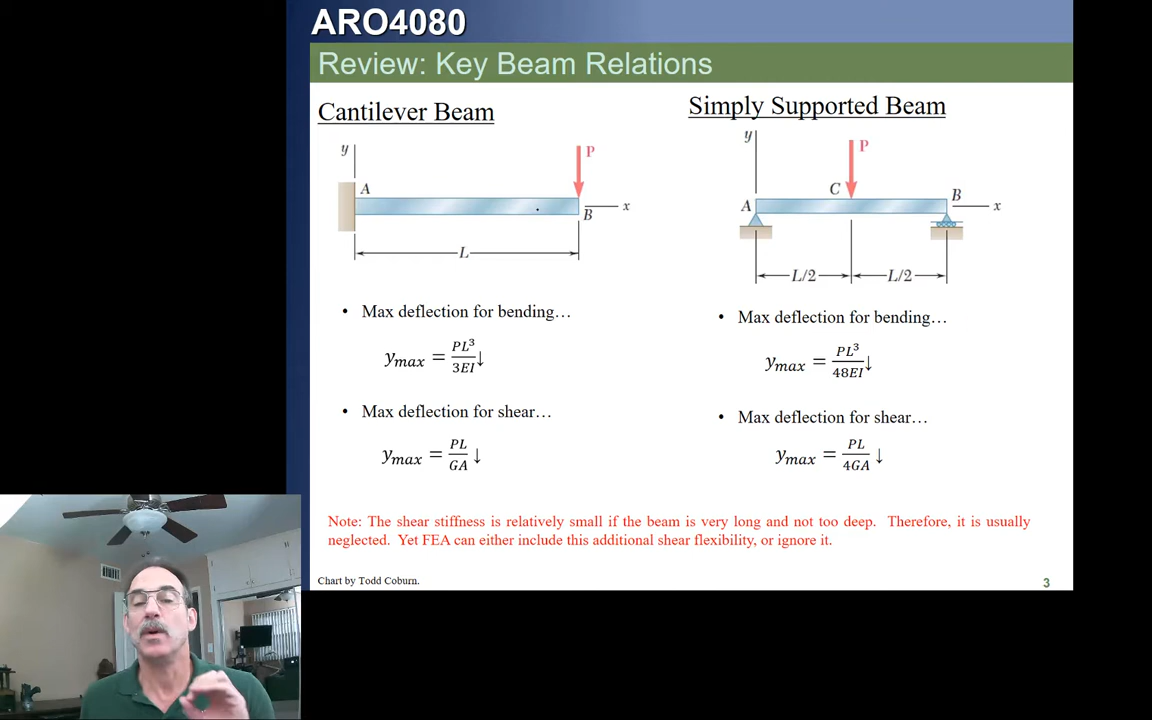 ARO4080
Review: Key Beam Relations
Cantilever Beam
y
A
P
B
x
L
• Max deflection for bending…
y_max = PL³/3EI ↓
• Max deflection for shear…
y_max = PL/GA ↓
Simply Supported Beam
y
P
C
A
B
x
L/2
L/2
• Max deflection for bending…
y_max = PL³/48EI ↓
• Max deflection for shear…
y_max = PL/4GA ↓
Note: The shear stiffness is relatively small if the beam is very long and not too deep. Therefore, it is usually
neglected. Yet FEA can either include this additional shear flexibility, or ignore it.
Chart by Todd Coburn.
3